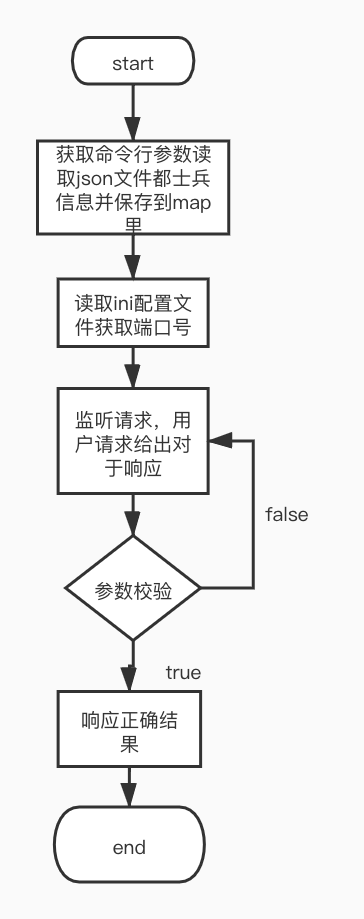 start
获取命令行参数读
取json文件都士兵
信息并保存到map
里
读取ini配置文
件获取端口号
监听请求，用
户请求给出对
于响应
false
参数校验
true
响应正确结
果
end